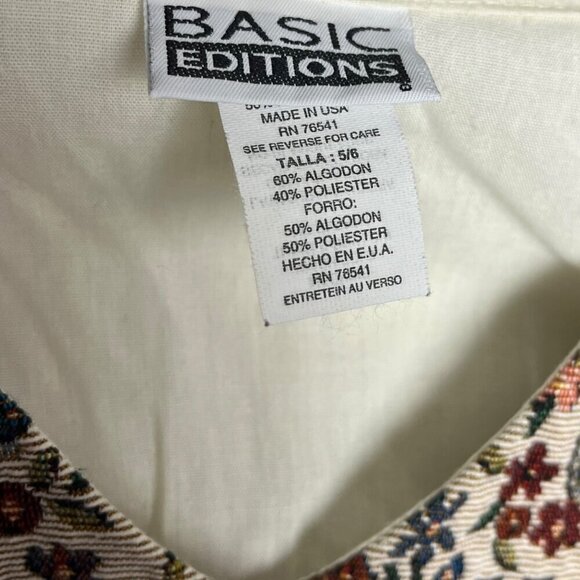 BASIC
EDITIONS®
MADE IN USA
RN 76541
SEE REVERSE FOR CARE
TALLA : 5/6
60% ALGODON
40% POLIESTER
FORRO:
50% ALGODON
50% POLIESTER
HECHO EN E.U.A.
RN 76541
ENTRETEIN AU VERSO